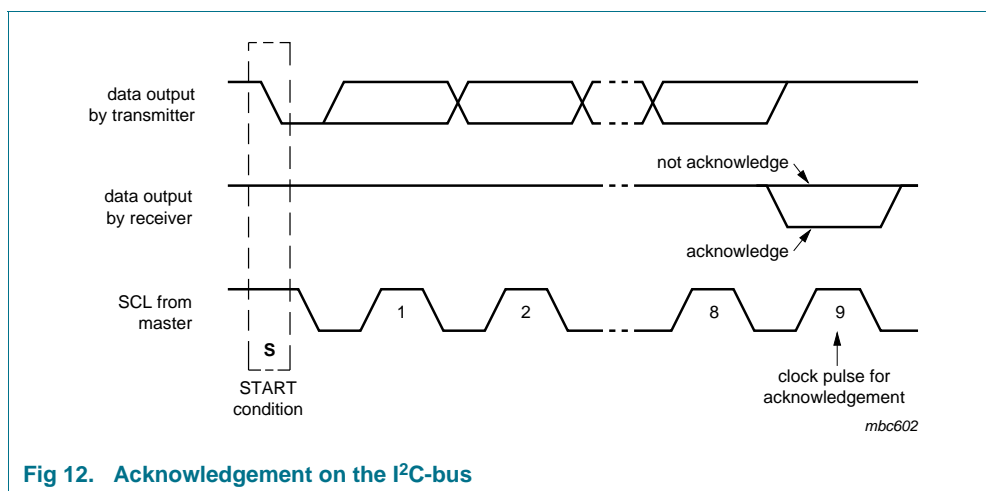 data output
by transmitter
not acknowledge
data output
by receiver
acknowledge
SCL from
master
1
2
8
9
S
START
condition
clock pulse for
acknowledgement
mbc602
Fig 12. Acknowledgement on the I²C-bus